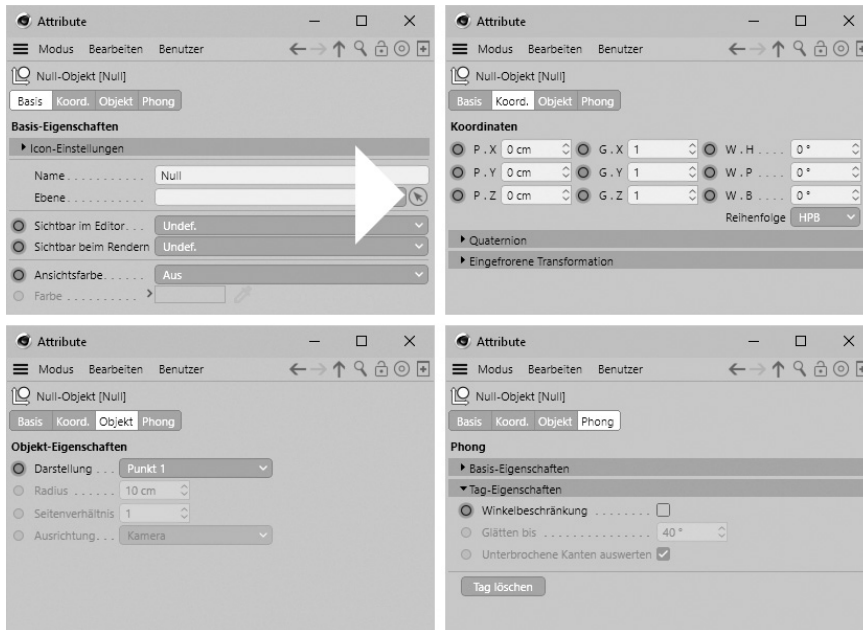 Attribute
Modus Bearbeiten Benutzer
Null-Objekt [Null]
Basis Koord. Objekt Phong
Basis-Eigenschaften
Icon-Einstellungen
Name . . . . . . . . . . . Null
Ebene . . . . . . . . . . .
Sichtbar im Editor . . . Undef.
Sichtbar beim Rendern Undef.
Ansichtsfarbe . . . . . . Aus
Farbe . . . . . . . . . .
Attribute
Modus Bearbeiten Benutzer
Null-Objekt [Null]
Basis Koord. Objekt Phong
Koordinaten
P . X 0 cm G . X 1 W . H . . . . 0 °
P . Y 0 cm G . Y 1 W . P . . . . 0 °
P . Z 0 cm G . Z 1 W . B . . . . 0 °
Reihenfolge HPB
Quaternion
Eingefrorene Transformation
Attribute
Modus Bearbeiten Benutzer
Null-Objekt [Null]
Basis Koord. Objekt Phong
Objekt-Eigenschaften
Darstellung . . . Punkt 1
Radius . . . . . . 10 cm
Seitenverhältnis 1
Ausrichtung . . . Kamera
Attribute
Modus Bearbeiten Benutzer
Null-Objekt [Null]
Basis Koord. Objekt Phong
Phong
Basis-Eigenschaften
Tag-Eigenschaften
Winkelbeschränkung . . . . . . . .
Glätten bis . . . . . . . . . . . . . . . 40 °
Unterbrochene Kanten auswerten
Tag löschen